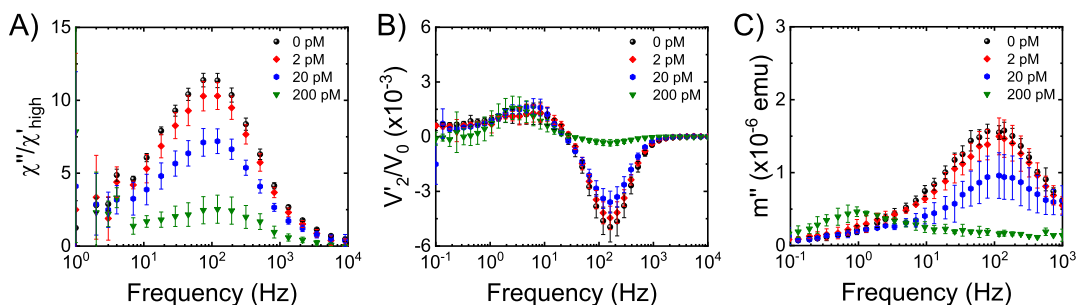 A)
χ''/χ'high
15
10
5
0
10^0 10^1 10^2 10^3 10^4
Frequency (Hz)
0 pM
2 pM
20 pM
200 pM
B)
V'2/V0 (x10^-3)
6
3
0
-3
-6
10^-1 10^0 10^1 10^2 10^3 10^4
Frequency (Hz)
0 pM
2 pM
20 pM
200 pM
C)
m'' (x10^-6 emu)
2
1
0
10^-1 10^0 10^1 10^2 10^3
Frequency (Hz)
0 pM
2 pM
20 pM
200 pM